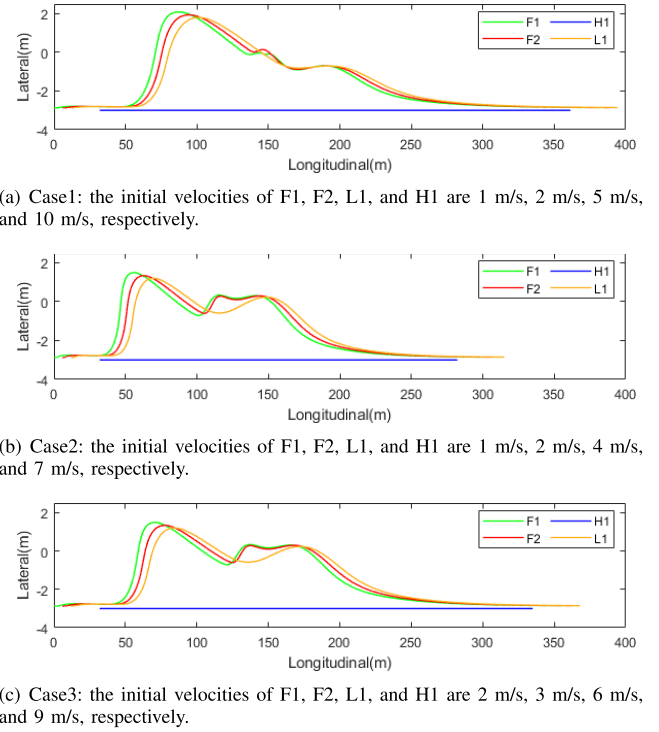 2
0
-2
-4
Lateral(m)
F1 H1
F2 L1
0 50 100 150 200 250 300 350 400
Longitudinal(m)
(a) Case1: the initial velocities of F1, F2, L1, and H1 are 1 m/s, 2 m/s, 5 m/s,
and 10 m/s, respectively.
2
0
-2
-4
Lateral(m)
F1 H1
F2 L1
0 50 100 150 200 250 300 350 400
Longitudinal(m)
(b) Case2: the initial velocities of F1, F2, L1, and H1 are 1 m/s, 2 m/s, 4 m/s,
and 7 m/s, respectively.
2
0
-2
-4
Lateral(m)
F1 H1
F2 L1
0 50 100 150 200 250 300 350 400
Longitudinal(m)
(c) Case3: the initial velocities of F1, F2, L1, and H1 are 2 m/s, 3 m/s, 6 m/s,
and 9 m/s, respectively.